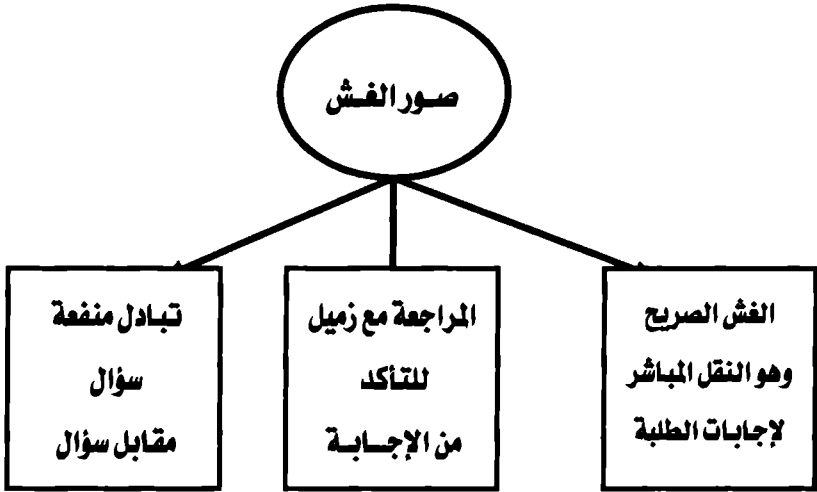 صور الغش
الغش الصريح
وهو النقل المباشر
لإجابات الطلبة
المراجعة مع زميل
للتأكد
من الإجابة
تبادل منفعة
سؤال
مقابل سؤال